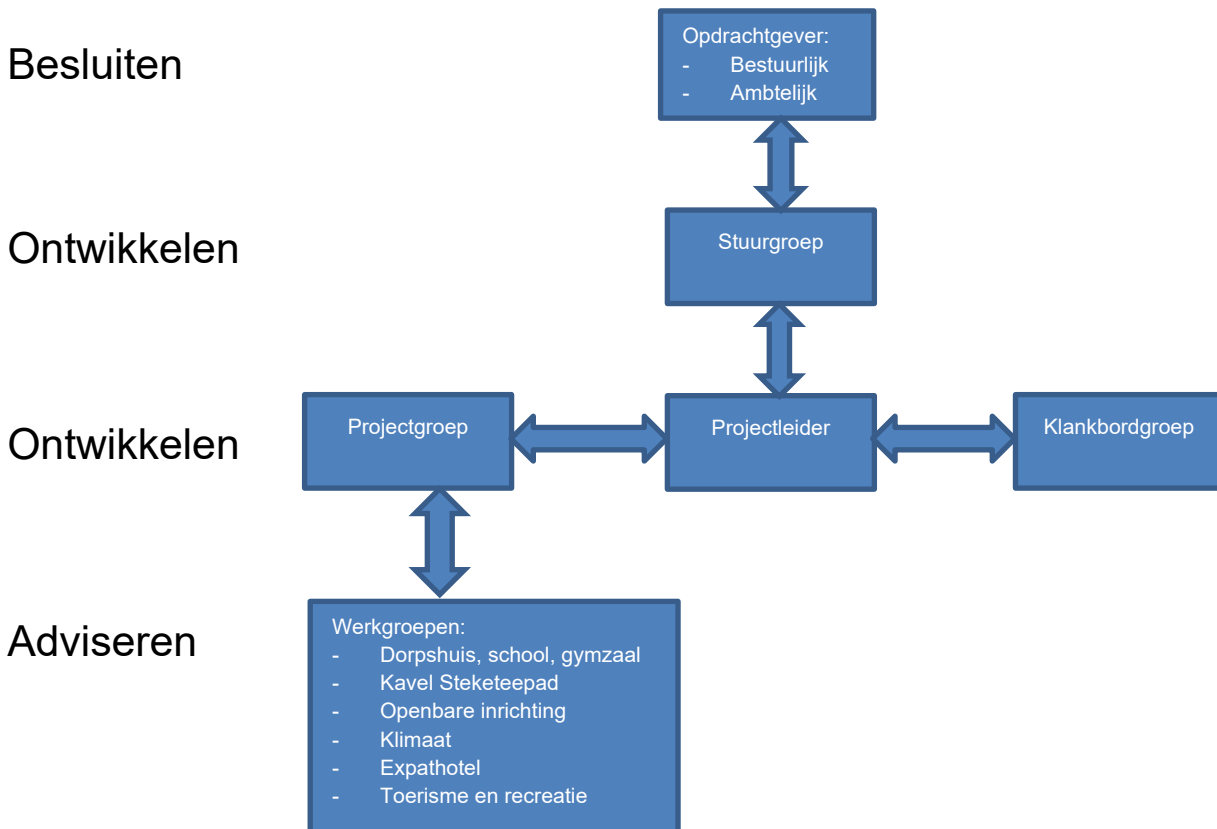 Besluiten
Opdrachtgever:
- Bestuurlijk
- Ambtelijk
Ontwikkelen
Stuurgroep
Ontwikkelen
Projectgroep
Projectleider
Klankbordgroep
Adviseren
Werkgroepen:
- Dorpshuis, school, gymzaal
- Kavel Steketeepad
- Openbare inrichting
- Klimaat
- Expathotel
- Toerisme en recreatie